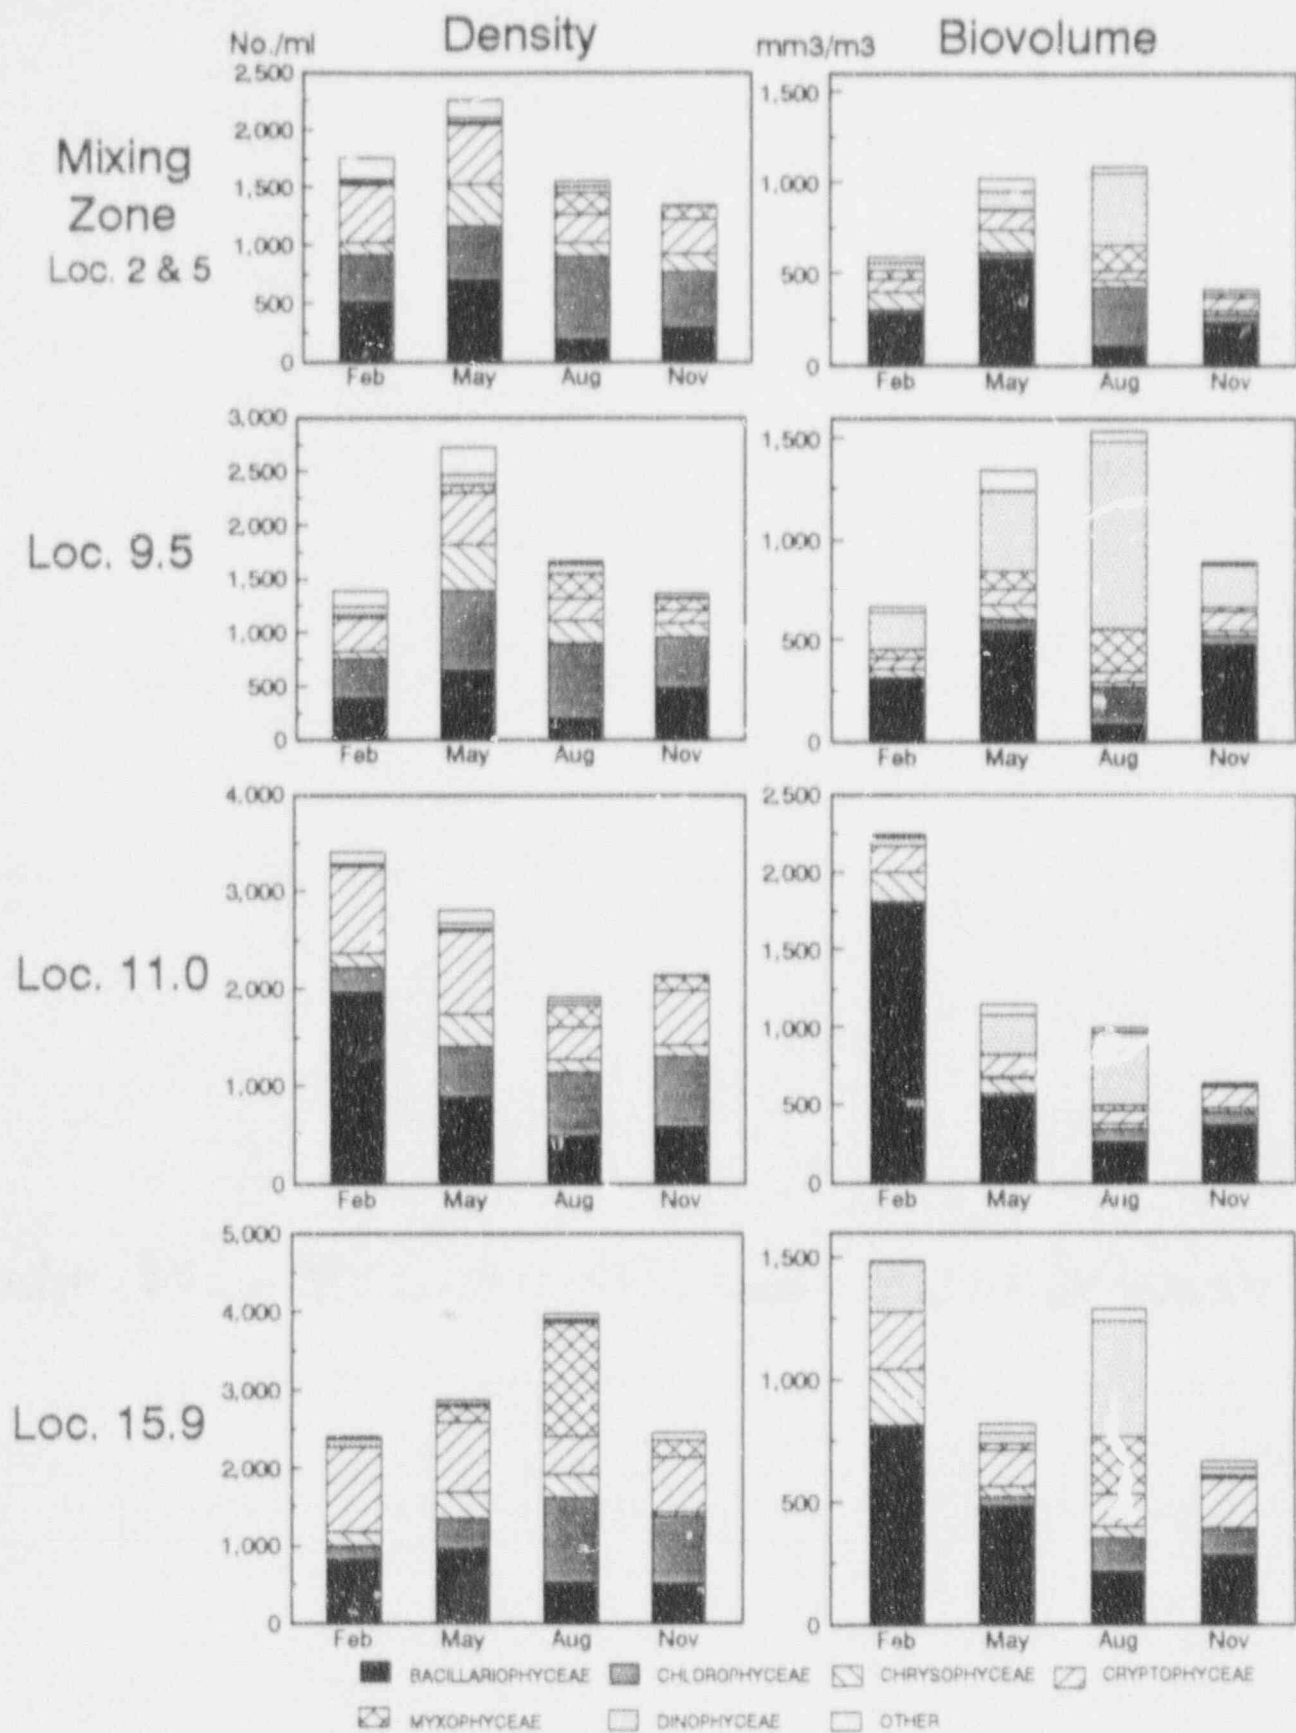 Density
Biovolume
No./ml
mm3/m3
Mixing
Zone
Loc. 2 & 5
2,500
2,000
1,500
1,000
500
0
Feb May Aug Nov
1,500
1,000
500
0
Feb May Aug Nov
Loc. 9.5
3,000
2,500
2,000
1,500
1,000
500
0
Feb May Aug Nov
1,500
1,000
500
0
Feb May Aug Nov
Loc. 11.0
4,000
3,000
2,000
1,000
0
Feb May Aug Nov
2,500
2,000
1,500
1,000
500
0
Feb May Aug Nov
Loc. 15.9
5,000
4,000
3,000
2,000
1,000
0
Feb May Aug Nov
1,500
1,000
500
0
Feb May Aug Nov
BACILLARIOPHYCEAE CHLOROPHYCEAE CHRYSOPHYCEAE CRYPTOPHYCEAE
MYXOPHYCEAE DINOPHYCEAE OTHER